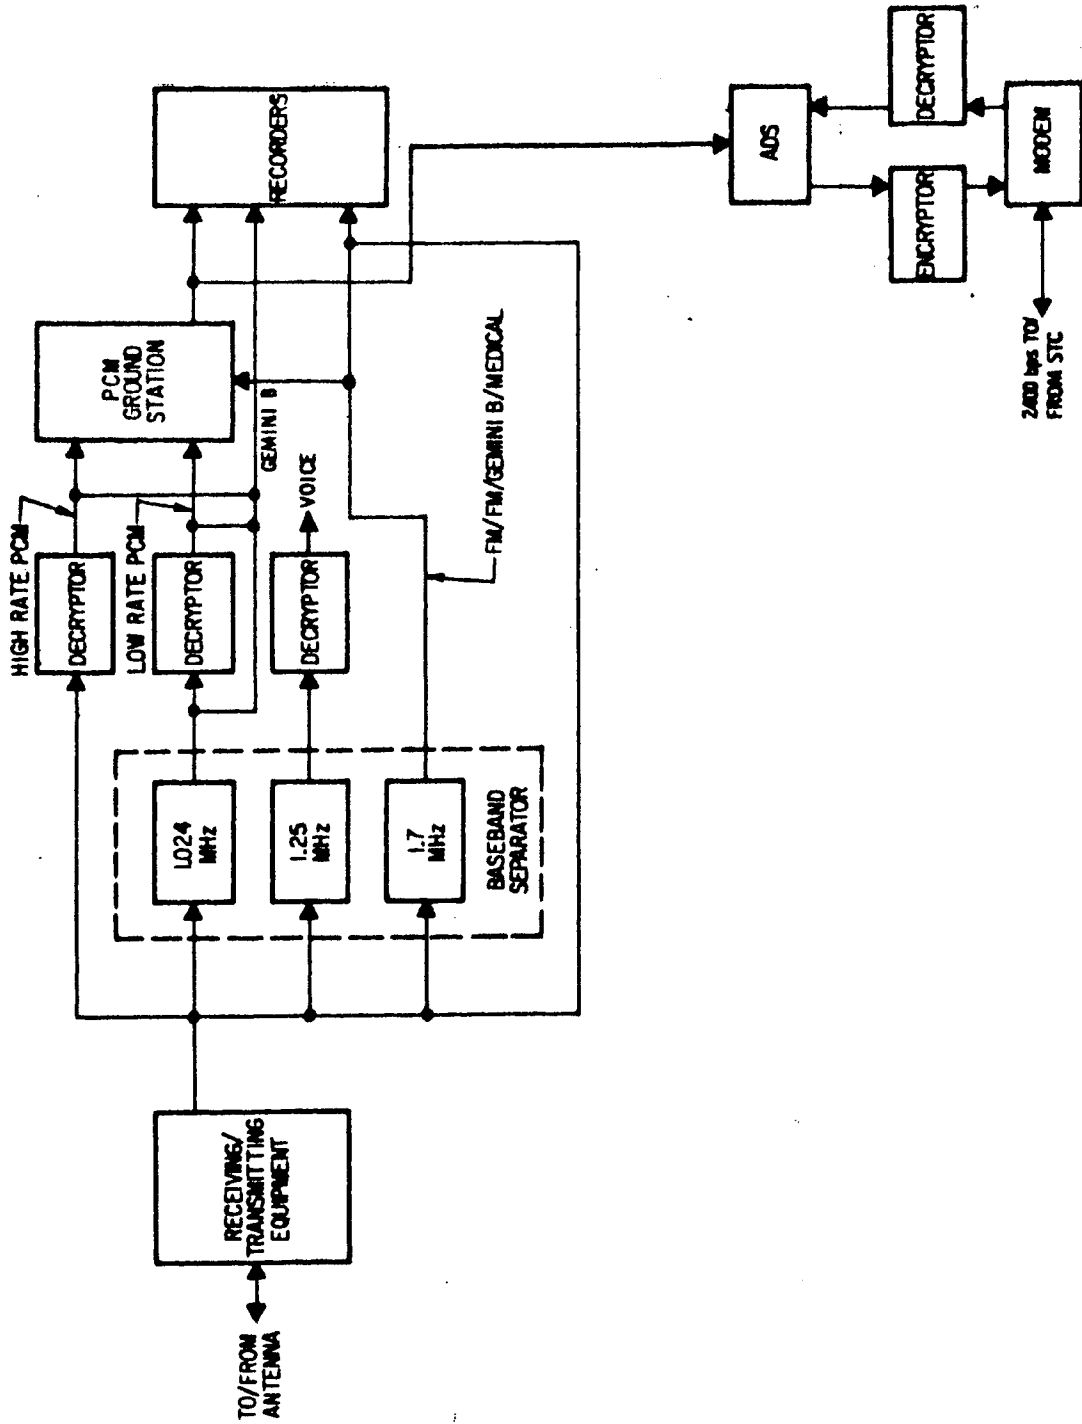 TO/FROM
ANTENNA
RECEIVING/
TRANSMITTING
EQUIPMENT
1.024
MHz
1.25
MHz
1.7
MHz
BASEBAND
SEPARATOR
HIGH RATE PCM
DECRYPTOR
LOW RATE PCM
DECRYPTOR
DECRYPTOR
VOICE
GEMINI B
FM/FM/GEMINI B/MEDICAL
PCM
GROUND
STATION
RECORDERS
ADS
ENCRYPTOR
DECRYPTOR
MODEM
2400 bps TO/
FROM STC